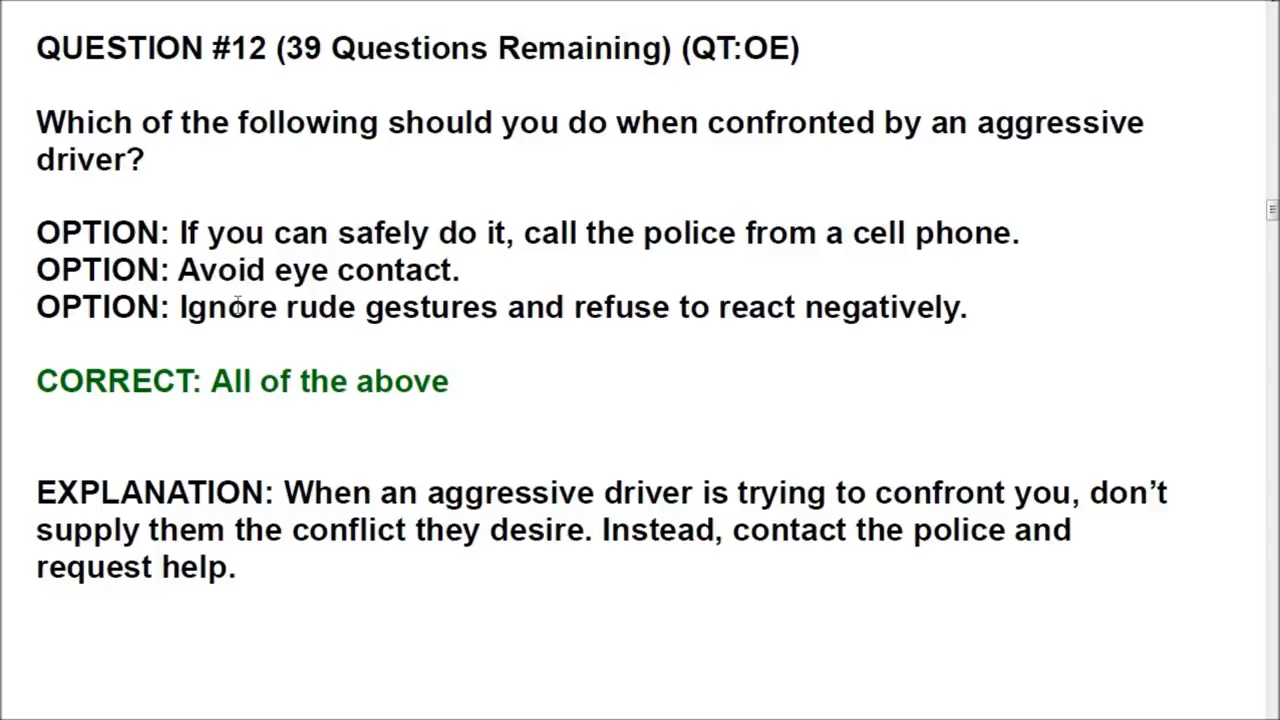 QUESTION #12 (39 Questions Remaining) (QT:OE)
Which of the following should you do when confronted by an aggressive
driver?
OPTION: If you can safely do it, call the police from a cell phone.
OPTION: Avoid eye contact.
OPTION: Ignore rude gestures and refuse to react negatively.
CORRECT: All of the above
EXPLANATION: When an aggressive driver is trying to confront you, don’t
supply them the conflict they desire. Instead, contact the police and
request help.